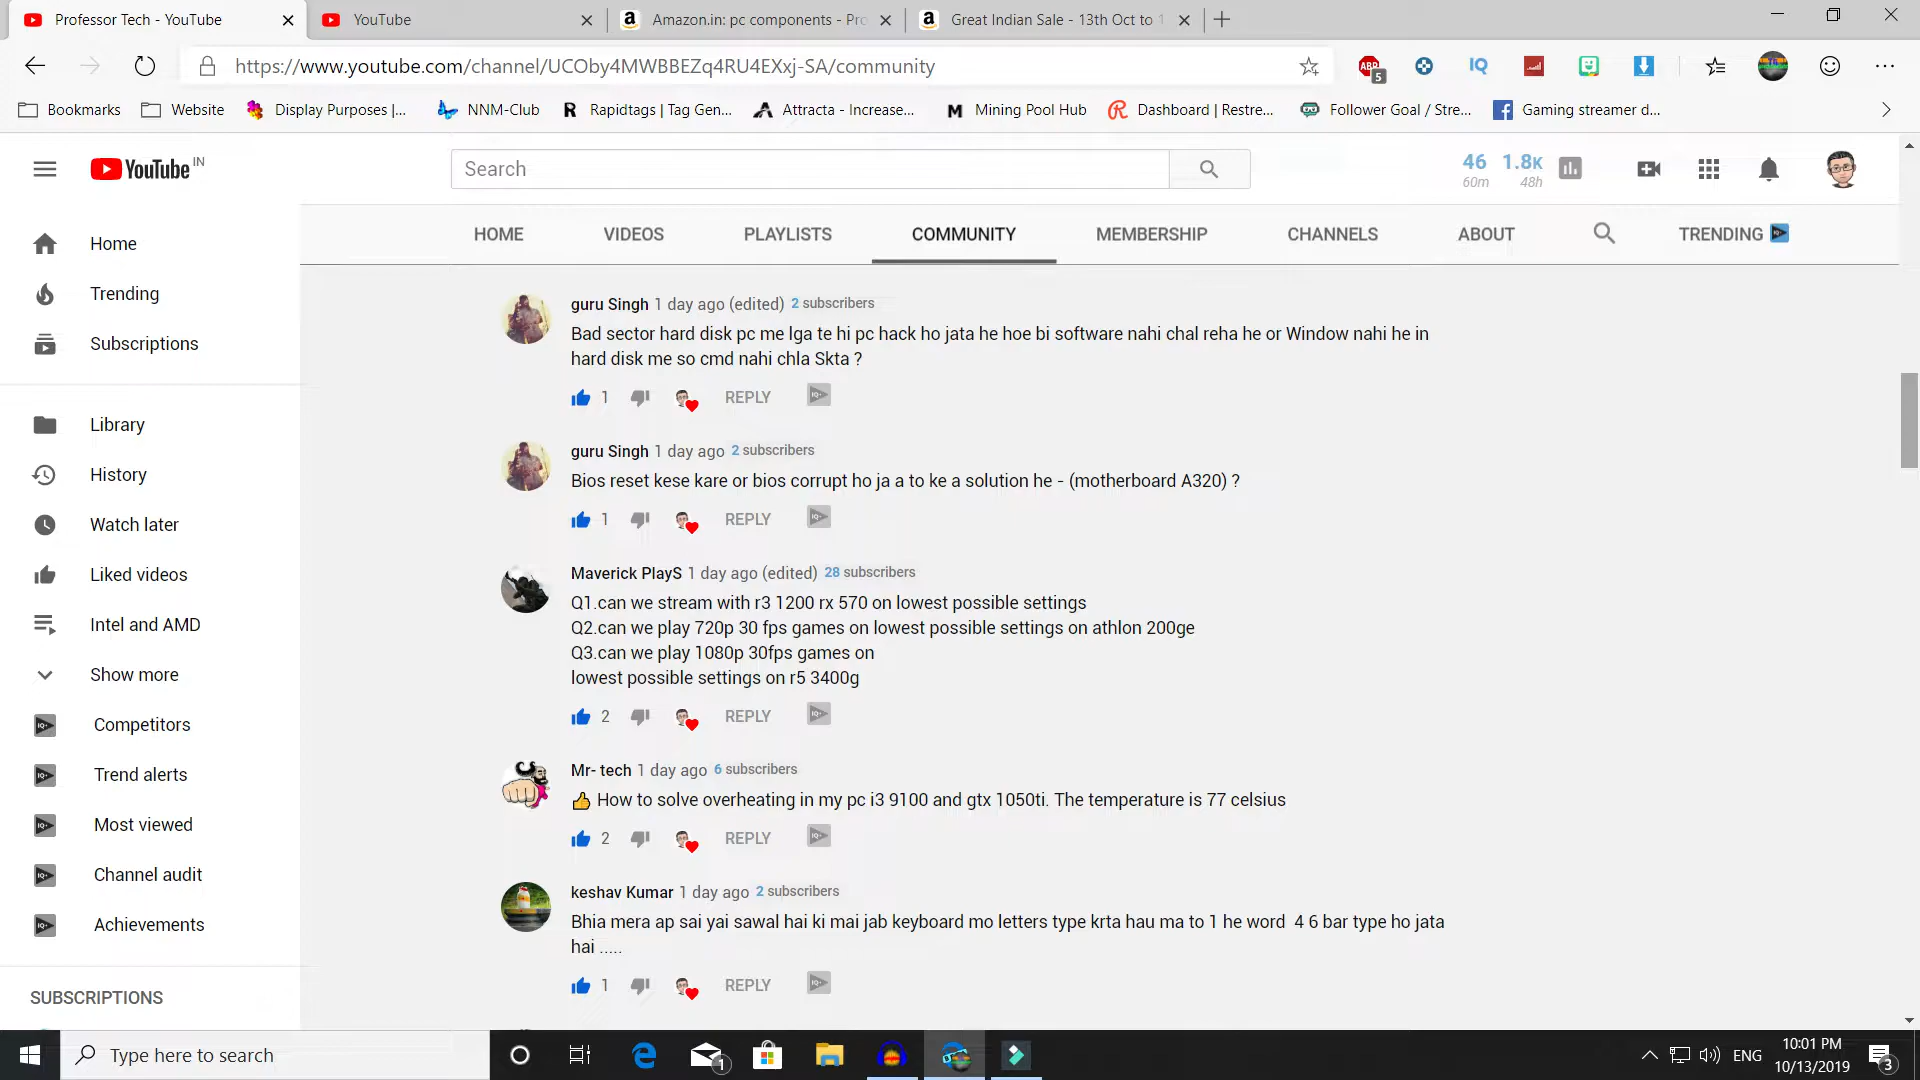 Professor Tech - YouTube
YouTube
Amazon.in: pc components - Pro
Great Indian Sale - 13th Oct to 1
https://www.youtube.com/channel/UCOby4MWBBEZq4RU4EXxj-SA/community
ABP
5
IQ
Bookmarks
Website
Display Purposes |...
NNM-Club
Rapidtags | Tag Gen...
Attracta - Increase...
Mining Pool Hub
Dashboard | Restre...
Follower Goal / Stre...
Gaming streamer d...
YouTube IN
Search
46
60m
1.8K
48h
HOME
VIDEOS
PLAYLISTS
COMMUNITY
MEMBERSHIP
CHANNELS
ABOUT
TRENDING
Home
Trending
Subscriptions
Library
History
Watch later
Liked videos
Intel and AMD
Show more
Competitors
Trend alerts
Most viewed
Channel audit
Achievements
SUBSCRIPTIONS
guru Singh 1 day ago (edited) 2 subscribers
Bad sector hard disk pc me lga te hi pc hack ho jata he hoe bi software nahi chal reha he or Window nahi he in
hard disk me so cmd nahi chla Skta ?
1 REPLY
guru Singh 1 day ago 2 subscribers
Bios reset kese kare or bios corrupt ho ja a to ke a solution he - (motherboard A320) ?
1 REPLY
Maverick PlayS 1 day ago (edited) 28 subscribers
Q1.can we stream with r3 1200 rx 570 on lowest possible settings
Q2.can we play 720p 30 fps games on lowest possible settings on athlon 200ge
Q3.can we play 1080p 30fps games on
lowest possible settings on r5 3400g
2 REPLY
Mr- tech 1 day ago 6 subscribers
👍 How to solve overheating in my pc i3 9100 and gtx 1050ti. The temperature is 77 celsius
2 REPLY
keshav Kumar 1 day ago 2 subscribers
Bhia mera ap sai yai sawal hai ki mai jab keyboard mo letters type krta hau ma to 1 he word 4 6 bar type ho jata
hai .....
1 REPLY
Type here to search
1
ENG
10:01 PM
10/13/2019
3